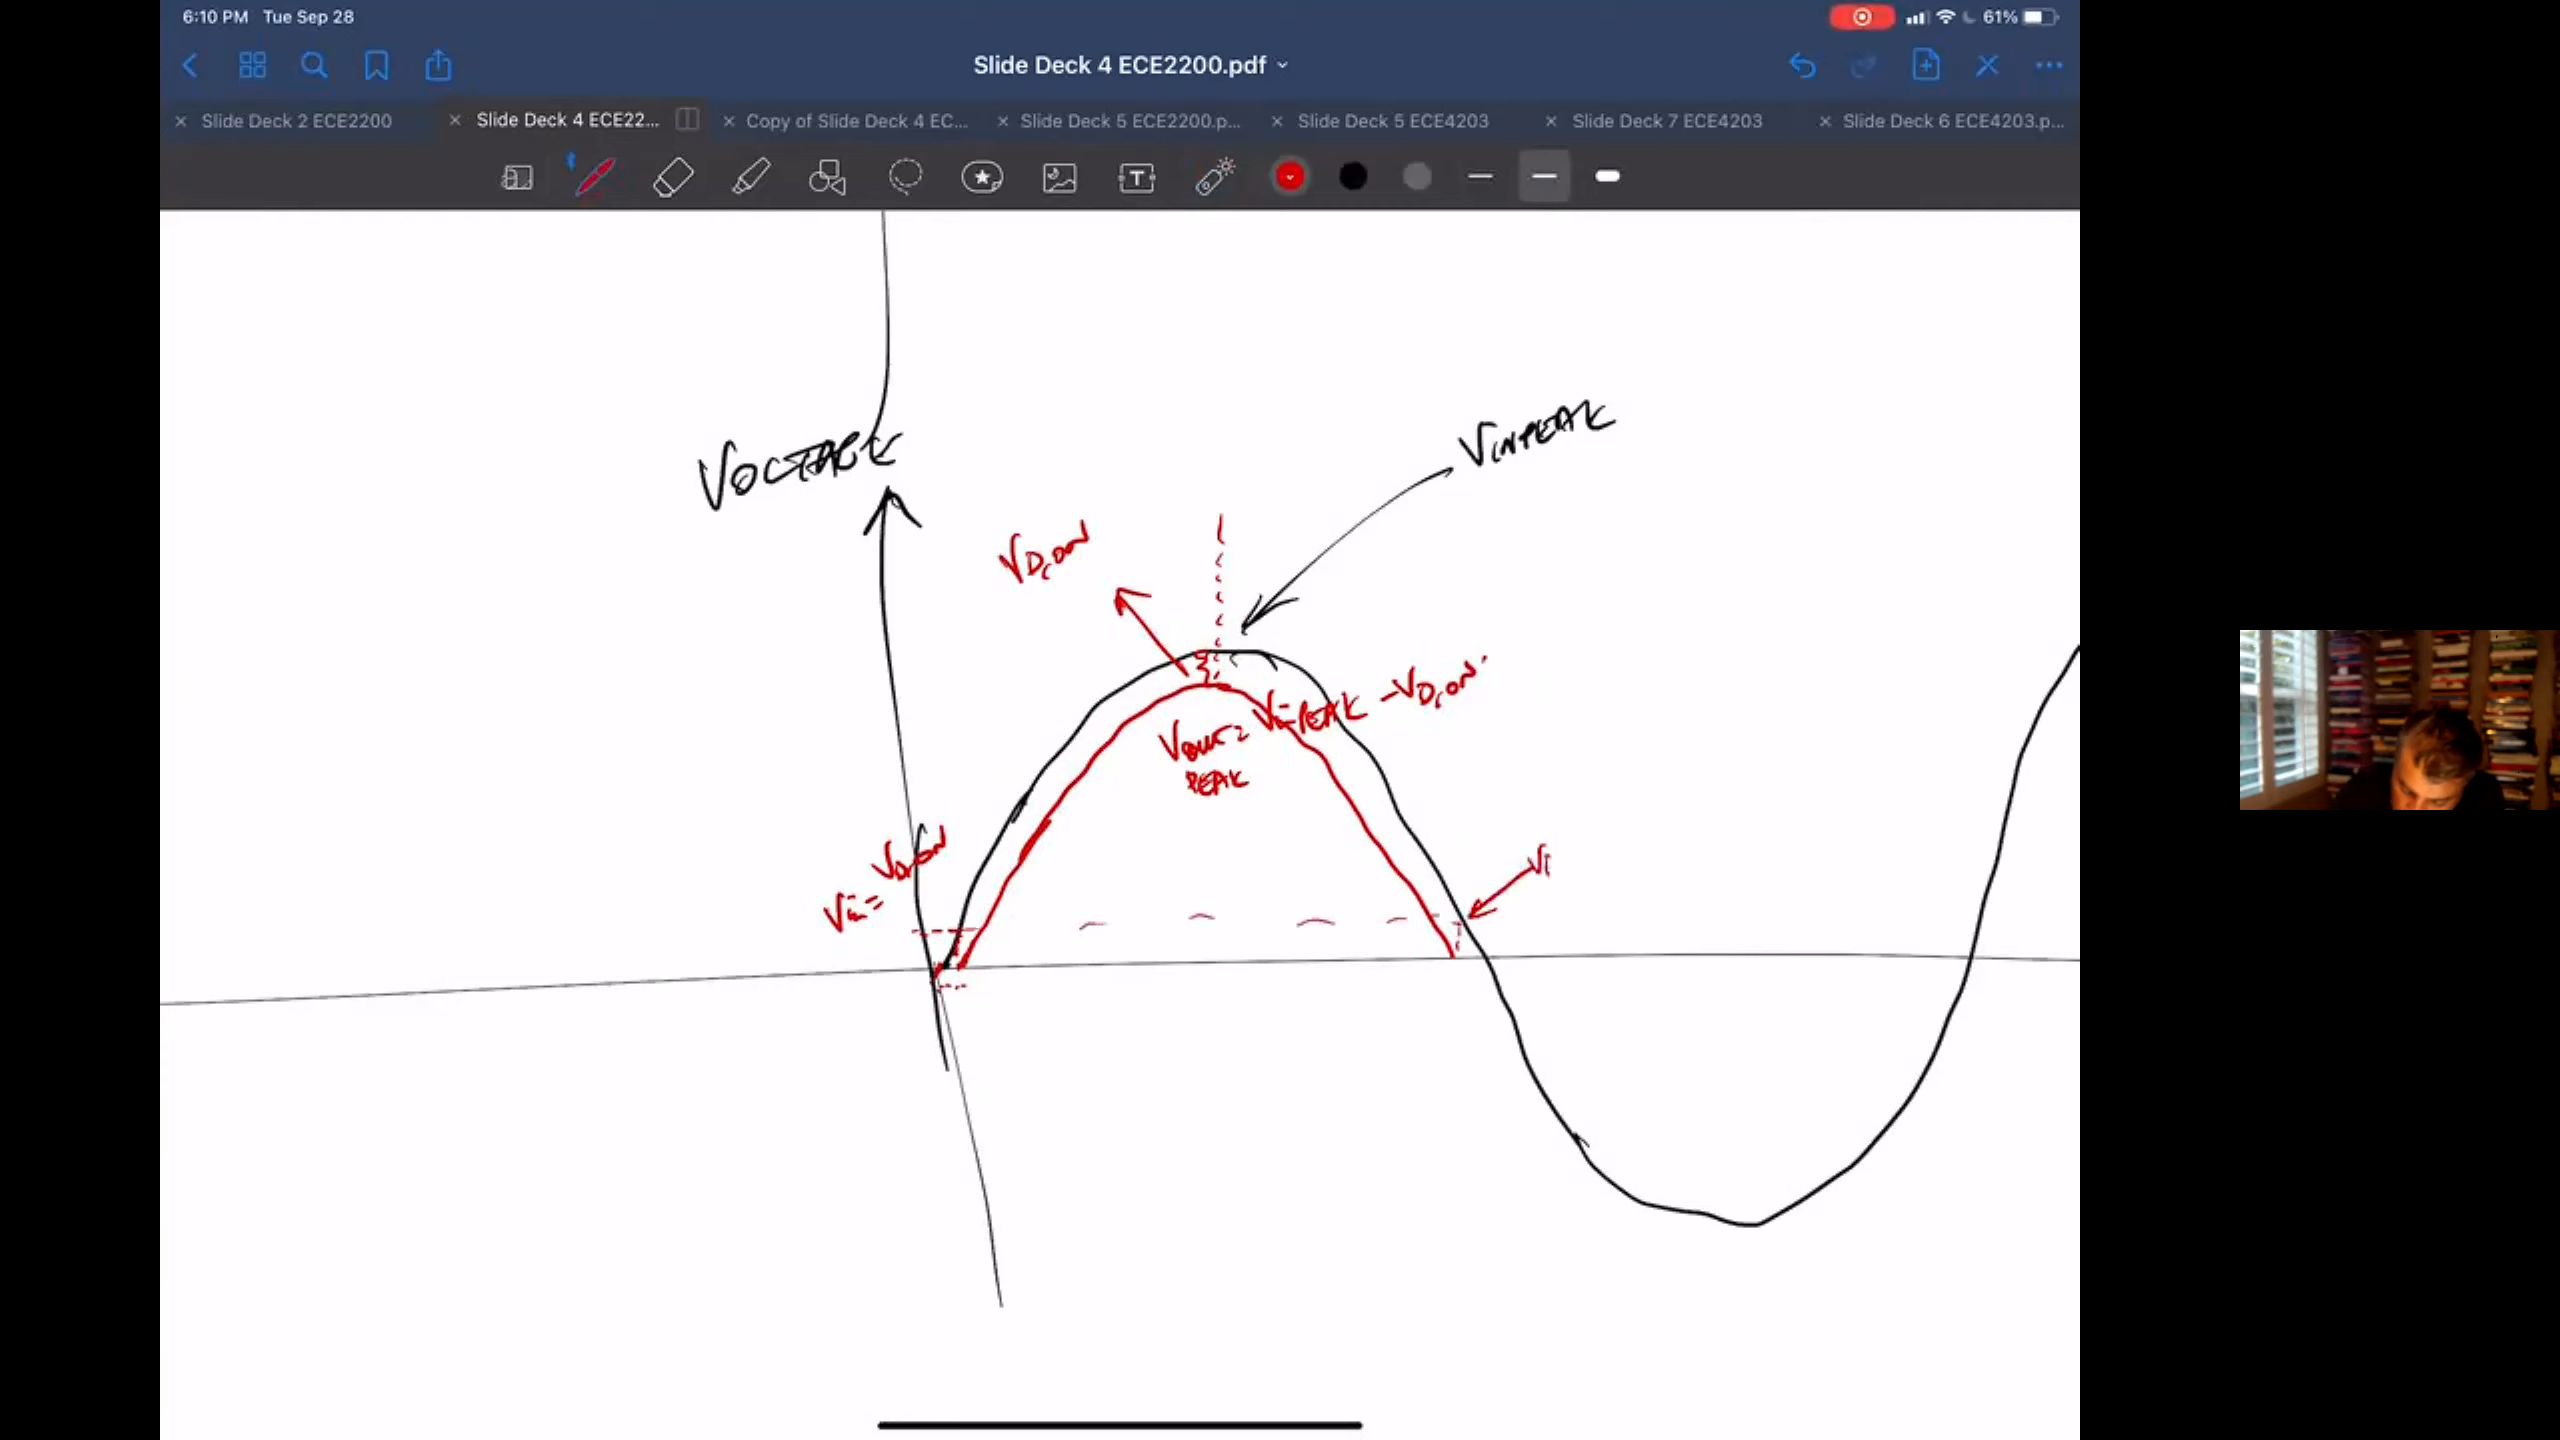 6:10 PM Tue Sep 28
61%
Slide Deck 4 ECE2200.pdf
Slide Deck 2 ECE2200
Slide Deck 4 ECE22...
Copy of Slide Deck 4 EC...
Slide Deck 5 ECE2200.p...
Slide Deck 5 ECE4203
Slide Deck 7 ECE4203
Slide Deck 6 ECE4203.p...
VOLTAGE
VINPEAK
VD,ON
Vout = Vin PEAK - VD,ON
PEAK
Vin = VD,ON
Vi